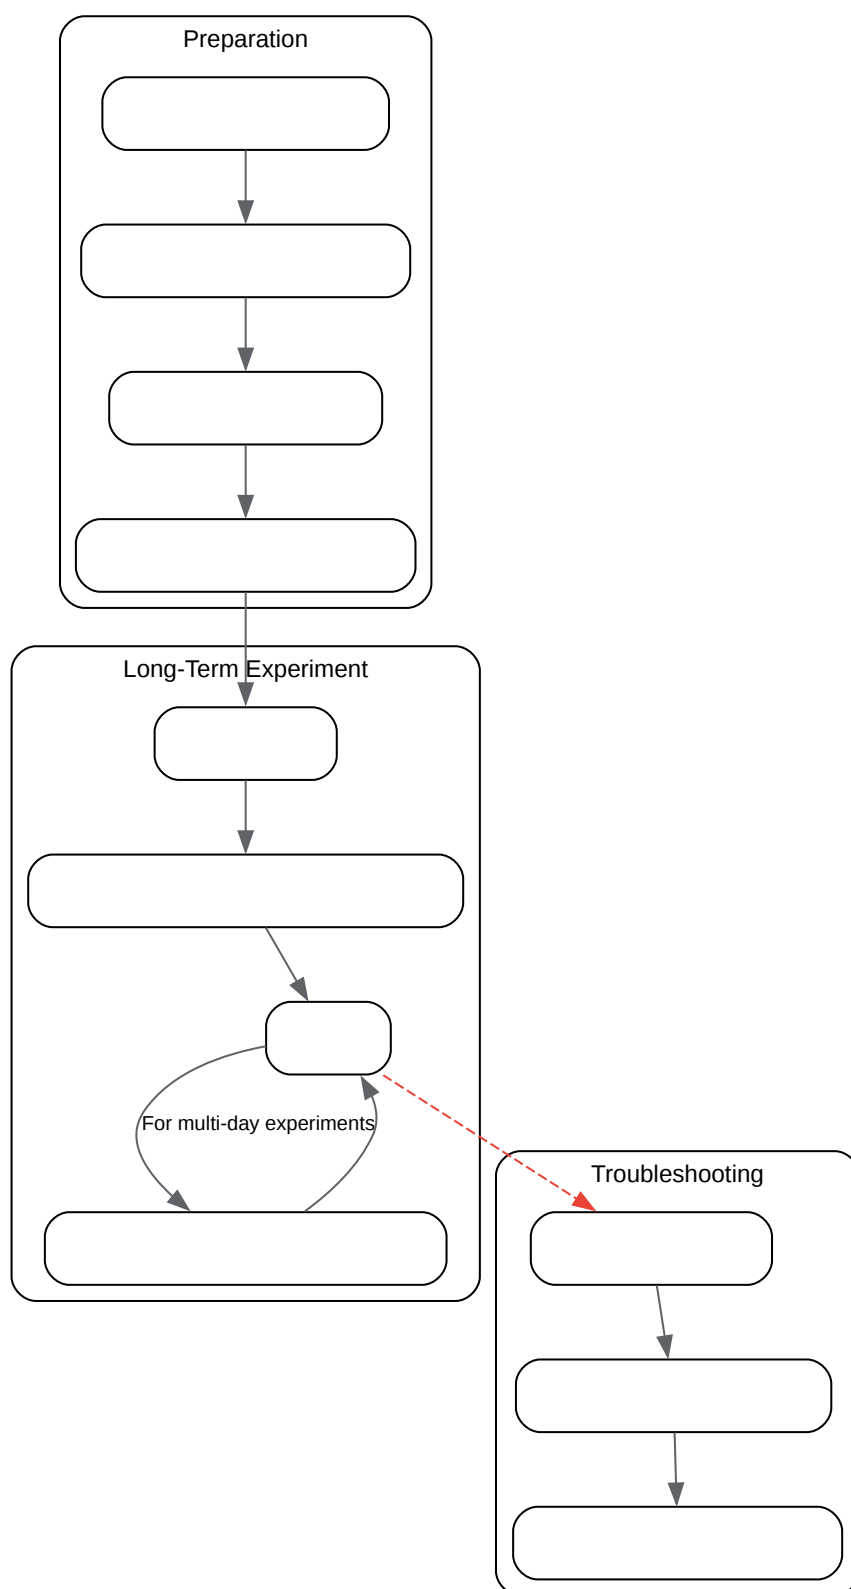 Preparation
Long-Term Experiment
For multi-day experiments
Troubleshooting